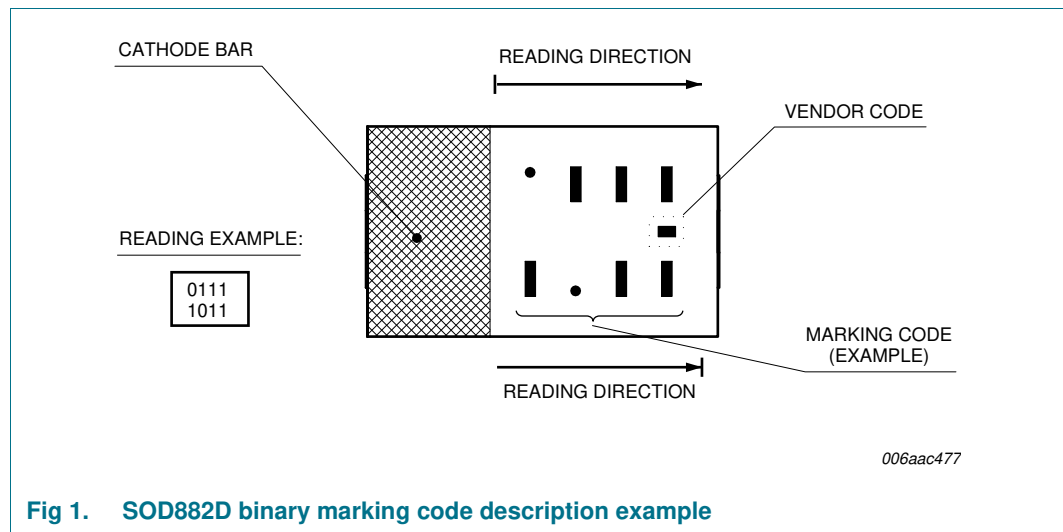 CATHODE BAR
READING DIRECTION
VENDOR CODE
READING EXAMPLE:
0111
1011
MARKING CODE
(EXAMPLE)
READING DIRECTION
006aac477
Fig 1. SOD882D binary marking code description example